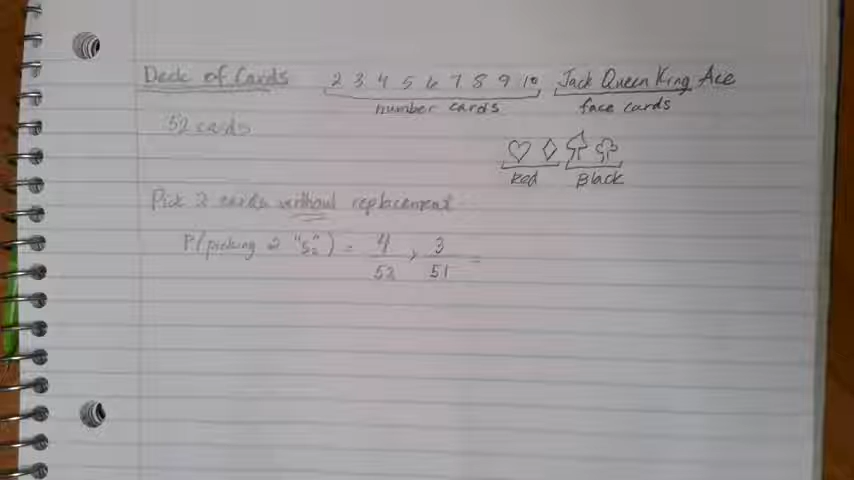 Deck of Cards 2 3 4 5 6 7 8 9 10 Jack Queen King Ace
number cards face cards
52 cards
♡ ♢ ♤ ♧
Red Black
Pick 2 cards without replacement
P(picking 2 "5s") = 4/52 · 3/51 =